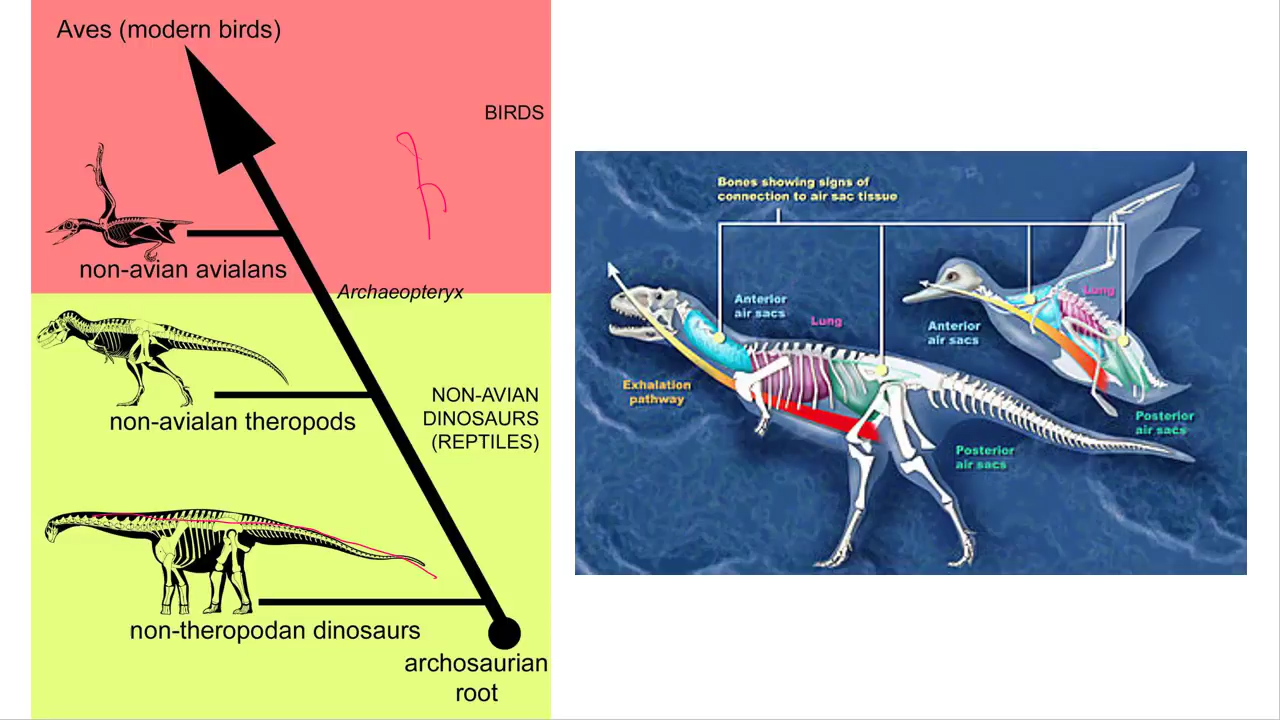 Aves (modern birds)
BIRDS
non-avian avialans
Archaeopteryx
non-avialan theropods
NON-AVIAN
DINOSAURS
(REPTILES)
non-theropodan dinosaurs
archosaurian
root
Bones showing signs of
connection to air sac tissue
Anterior
air sacs
Lung
Exhalation
pathway
Posterior
air sacs
Lung
Anterior
air sacs
Posterior
air sacs